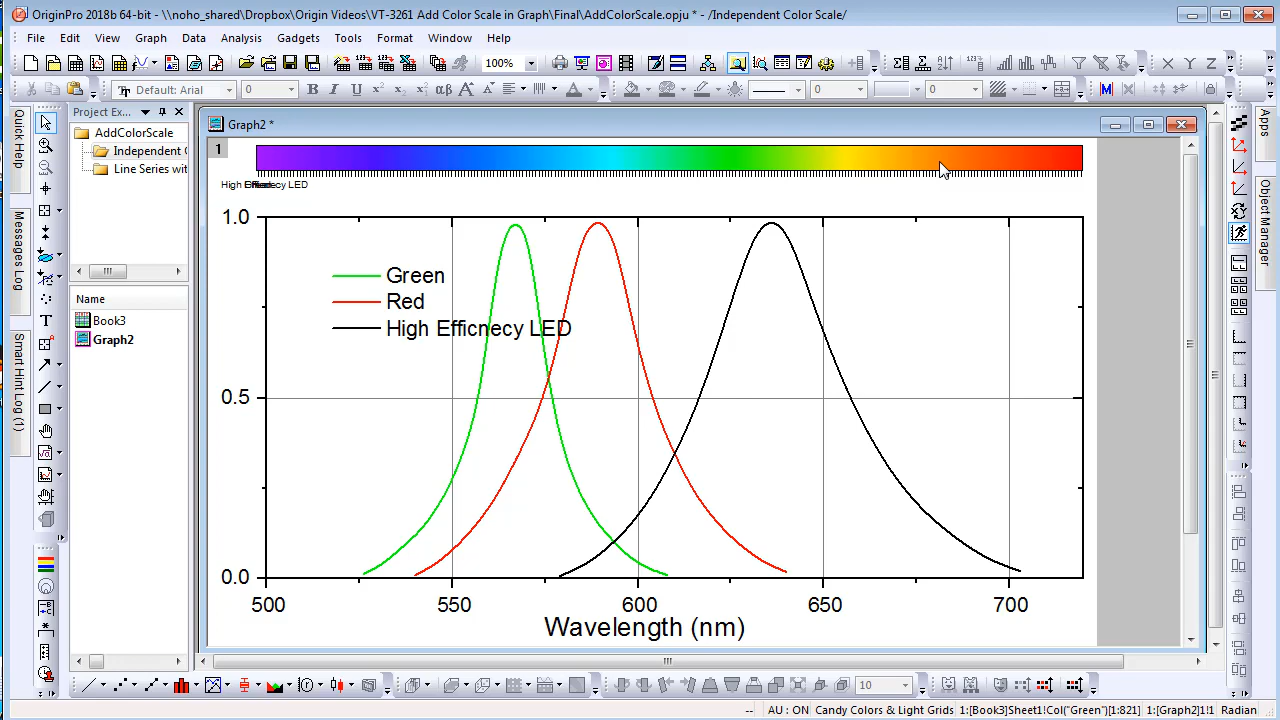 OriginPro 2018b 64-bit - \\noho_shared\Dropbox\Origin Videos\VT-3261 Add Color Scale in Graph\Final\AddColorScale.opju * - /Independent Color Scale/
File Edit View Graph Data Analysis Gadgets Tools Format Window Help
100%
Default: Arial 0 B I U 0 0
Quick Help
Messages Log
Smart Hint Log (1)
Project Ex...
AddColorScale
Independent C
Line Series wit
Name
Book3
Graph2
Graph2 *
1
High LED
1.0
0.5
0.0
Green
Red
High Efficnecy LED
500 550 600 650 700
Wavelength (nm)
Apps
Object Manager
10
-- AU : ON Candy Colors & Light Grids 1:[Book3]Sheet1!Col("Green")[1:821] 1:[Graph2]1!1 Radian